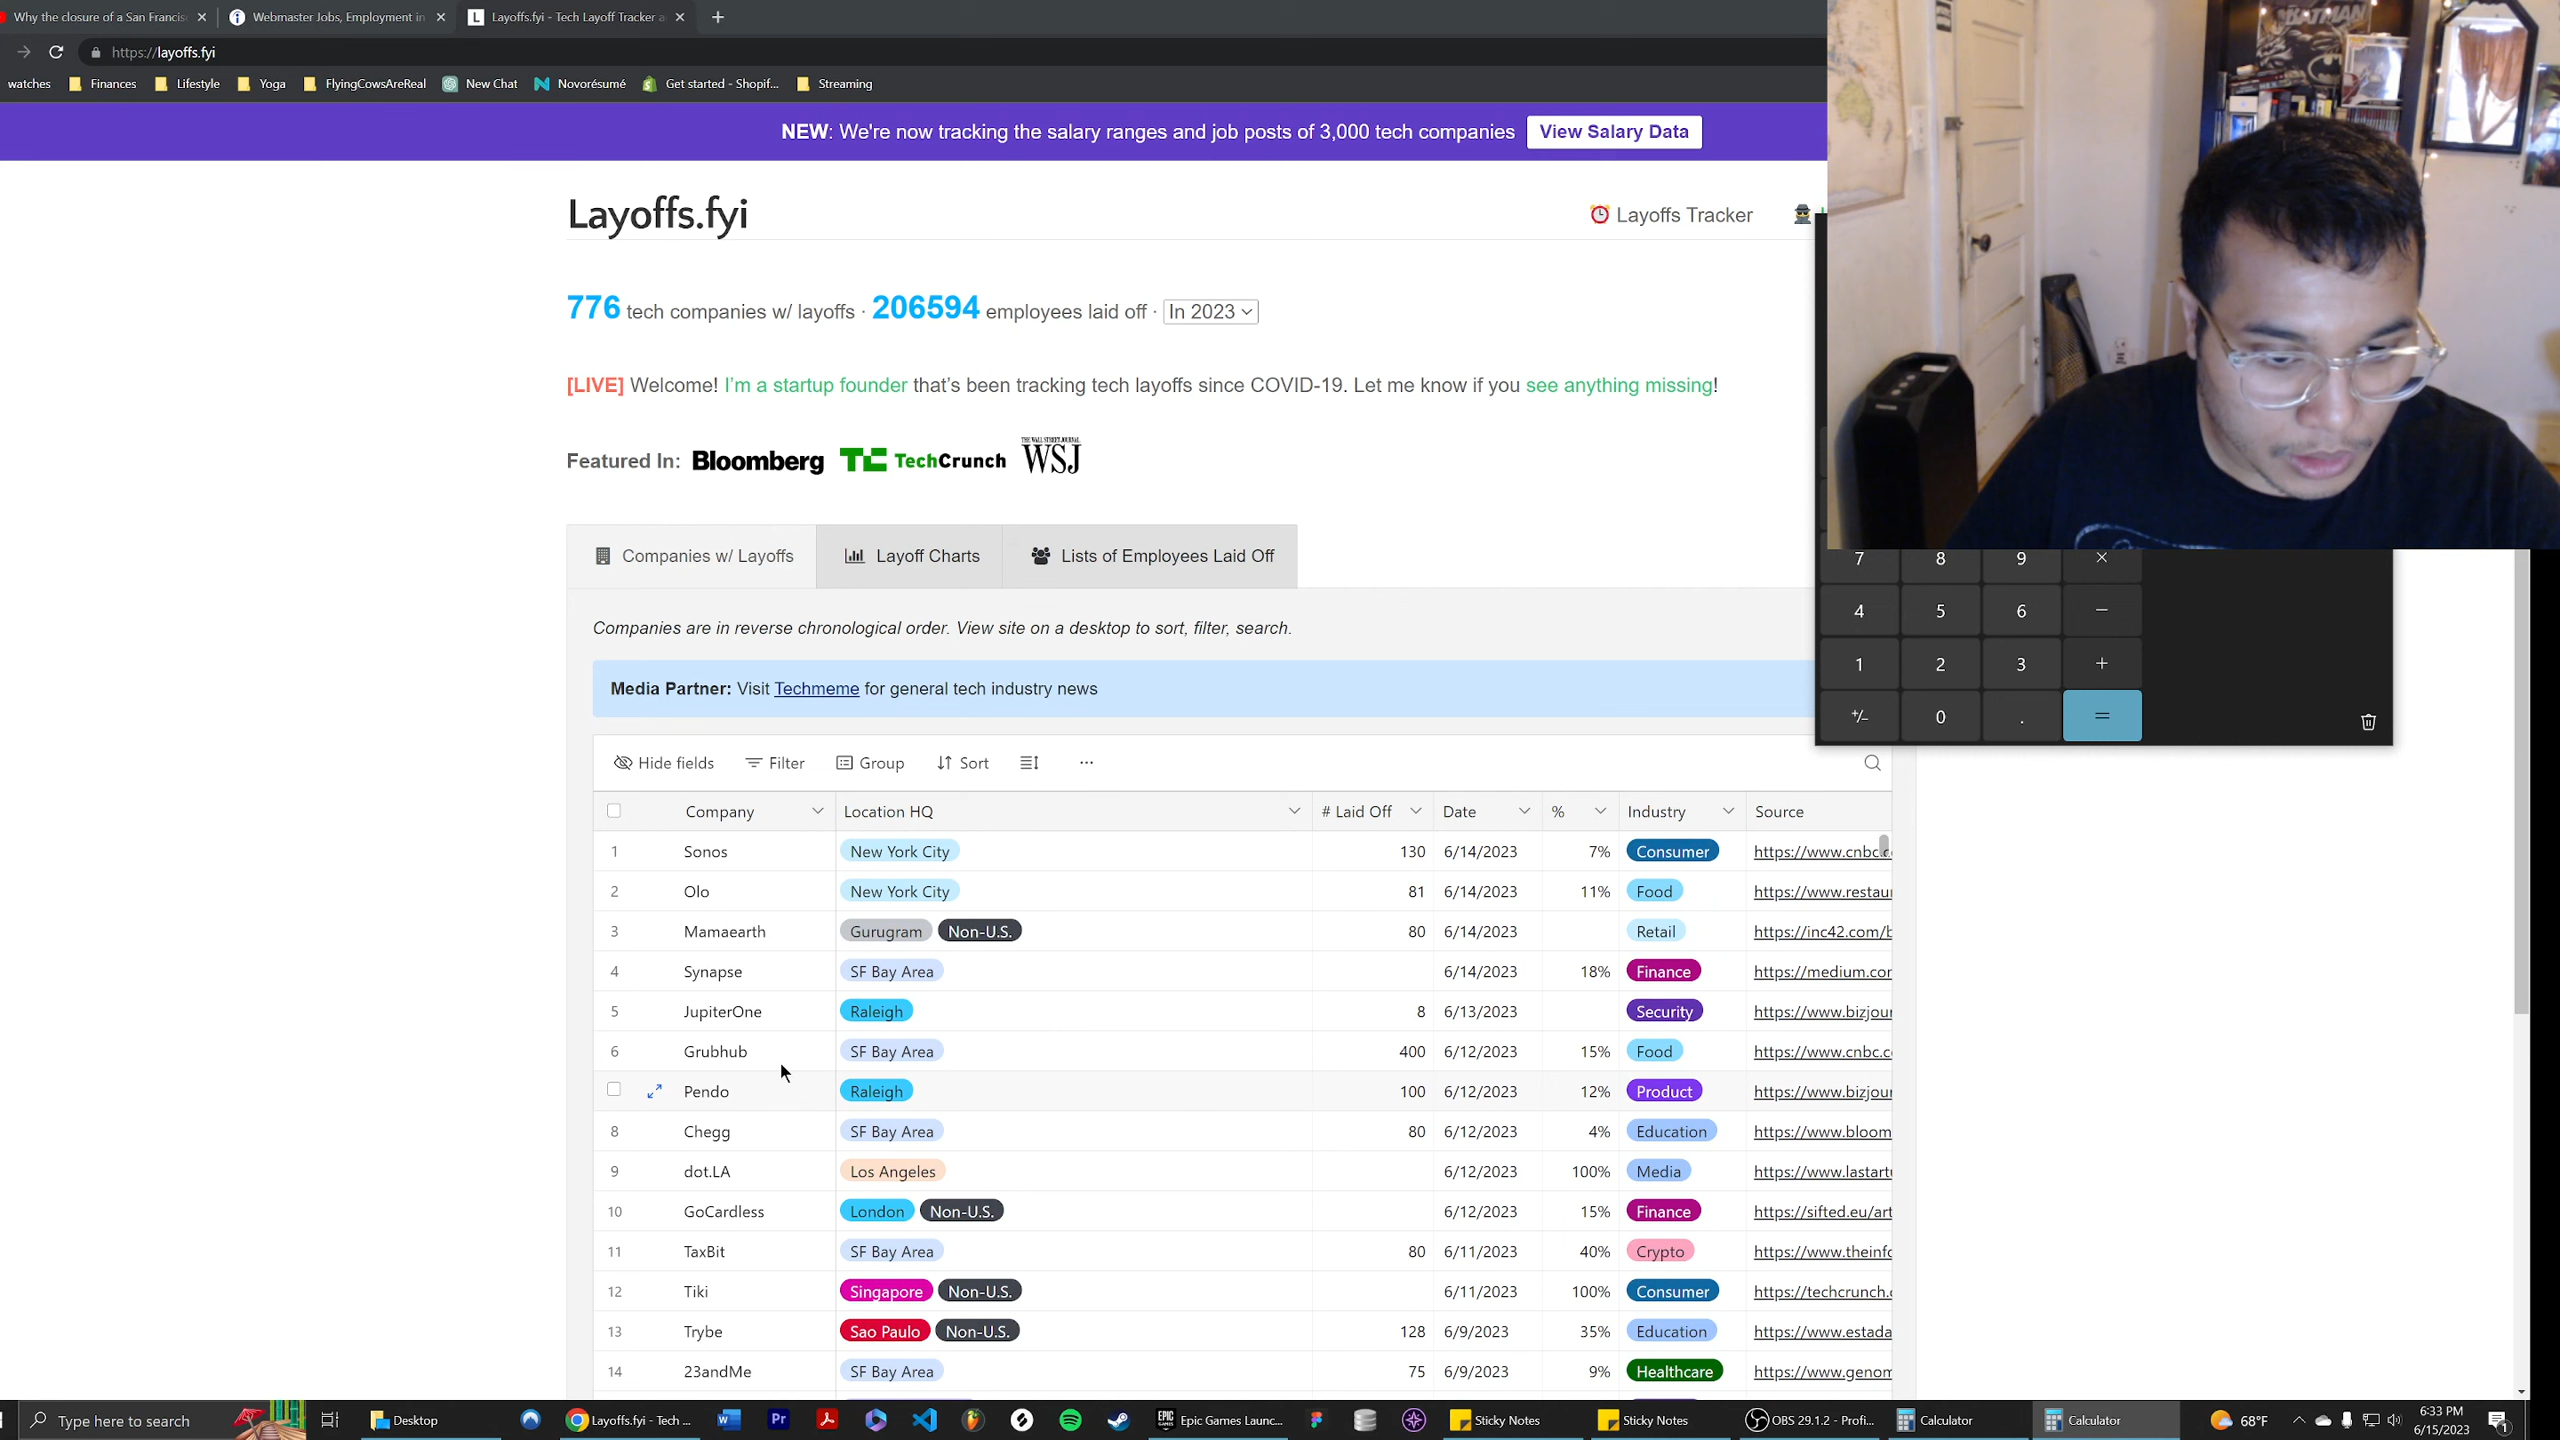 Why the closure of a San Francis
Webmaster Jobs, Employment in
L Layoffs.fyi - Tech Layoff Tracker a
https://layoffs.fyi
watches Finances Lifestyle Yoga FlyingCowsAreReal New Chat Novorésumé Get started - Shopif... Streaming
NEW: We're now tracking the salary ranges and job posts of 3,000 tech companies View Salary Data
Layoffs.fyi
Layoffs Tracker
776 tech companies w/ layoffs · 206594 employees laid off · In 2023
[LIVE] Welcome! I'm a startup founder that's been tracking tech layoffs since COVID-19. Let me know if you see anything missing!
Featured In: Bloomberg TC TechCrunch THE WALL STREET JOURNAL WSJ
BATMAN
Companies w/ Layoffs Layoff Charts Lists of Employees Laid Off
Companies are in reverse chronological order. View site on a desktop to sort, filter, search.
Media Partner: Visit Techmeme for general tech industry news
7 8 9 ×
4 5 6 −
1 2 3 +
+/− 0 . =
Hide fields Filter Group Sort ...
Company Location HQ # Laid Off Date % Industry Source
1 Sonos New York City 130 6/14/2023 7% Consumer https://www.cnbc.c
2 Olo New York City 81 6/14/2023 11% Food https://www.restau
3 Mamaearth Gurugram Non-U.S. 80 6/14/2023 Retail https://inc42.com/b
4 Synapse SF Bay Area 6/14/2023 18% Finance https://medium.cor
5 JupiterOne Raleigh 8 6/13/2023 Security https://www.bizjour
6 Grubhub SF Bay Area 400 6/12/2023 15% Food https://www.cnbc.c
Pendo Raleigh 100 6/12/2023 12% Product https://www.bizjour
8 Chegg SF Bay Area 80 6/12/2023 4% Education https://www.bloom
9 dot.LA Los Angeles 6/12/2023 100% Media https://www.lastart
10 GoCardless London Non-U.S. 6/12/2023 15% Finance https://sifted.eu/art
11 TaxBit SF Bay Area 80 6/11/2023 40% Crypto https://www.theinfo
12 Tiki Singapore Non-U.S. 6/11/2023 100% Consumer https://techcrunch.c
13 Trybe Sao Paulo Non-U.S. 128 6/9/2023 35% Education https://www.estada
14 23andMe SF Bay Area 75 6/9/2023 9% Healthcare https://www.genom
Type here to search Desktop Layoffs.fyi - Tech ... Epic Games Launc... Sticky Notes Sticky Notes OBS 29.1.2 - Profi... Calculator Calculator 68°F 6:33 PM
6/15/2023